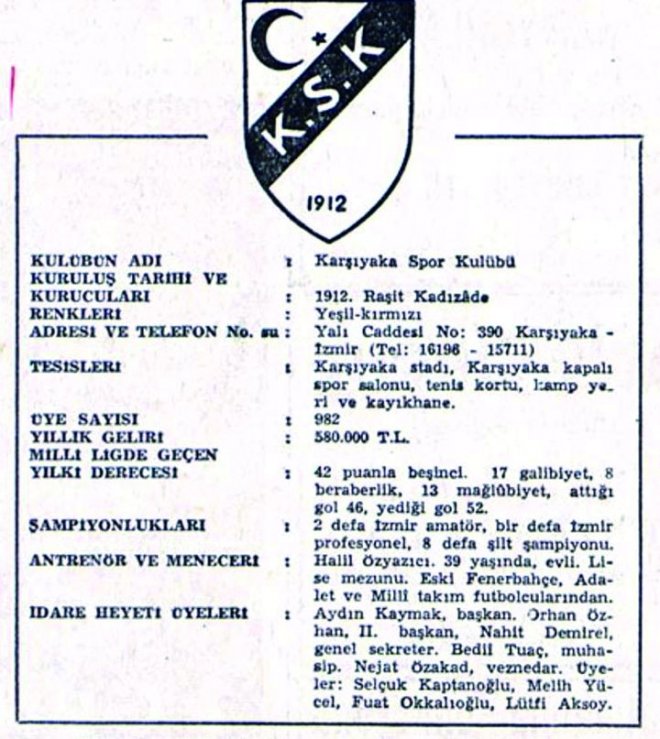 K.S.K
1912
KULÜBÜN ADI : Karşıyaka Spor Kulübü
KURULUŞ TARİHİ VE
KURUCULARI : 1912. Raşit Kadızâde
RENKLERİ : Yeşil-kırmızı
ADRESİ VE TELEFON No. su : Yalı Caddesi No: 390 Karşıyaka -
İzmir (Tel: 16196 - 15711)
TESİSLERİ : Karşıyaka stadı, Karşıyaka kapalı
spor salonu, tenis kortu, kamp ye-
ri ve kayıkhane.
ÜYE SAYISI : 982
YILLIK GELİRİ : 580.000 T.L.
MİLLİ LİGDE GEÇEN
YILKİ DERECESİ : 42 puanla beşinci. 17 galibiyet, 8
beraberlik, 13 mağlûbiyet, attığı
gol 46, yediği gol 52.
ŞAMPİYONLUKLARI : 2 defa İzmir amatör, bir defa İzmir
profesyonel, 8 defa şilt şampiyonu.
ANTRENÖR VE MENECERİ : Halil Özyazıcı. 39 yaşında, evli. Li-
se mezunu. Eski Fenerbahçe, Ada-
let ve Millî takım futbolcularından.
İDARE HEYETİ ÜYELERİ : Aydın Kaymak, başkan. Orhan Öz-
han, II. başkan, Nahit Demirel,
genel sekreter. Bedii Tuaç, muha-
sip. Nejat Özakad, veznedar. Üye-
ler: Selçuk Kaptanoğlu, Melih Yü-
cel, Fuat Okkalıoğlu, Lütfi Aksoy.